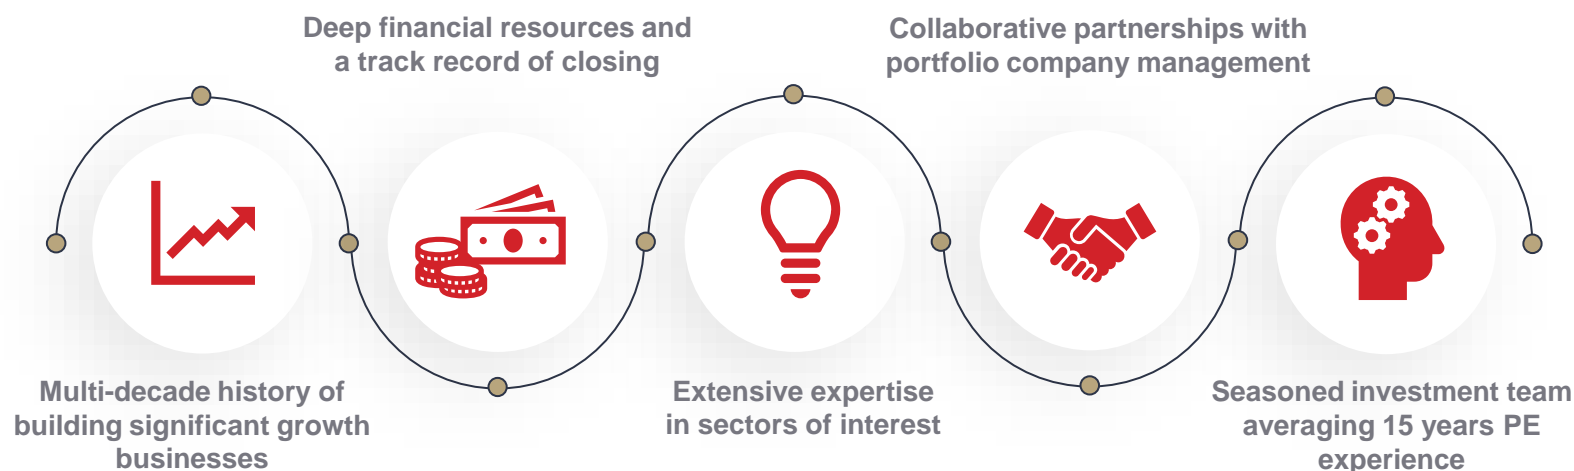 Deep financial resources and
a track record of closing
Collaborative partnerships with
portfolio company management
Multi-decade history of
building significant growth
businesses
Extensive expertise
in sectors of interest
Seasoned investment team
averaging 15 years PE
experience